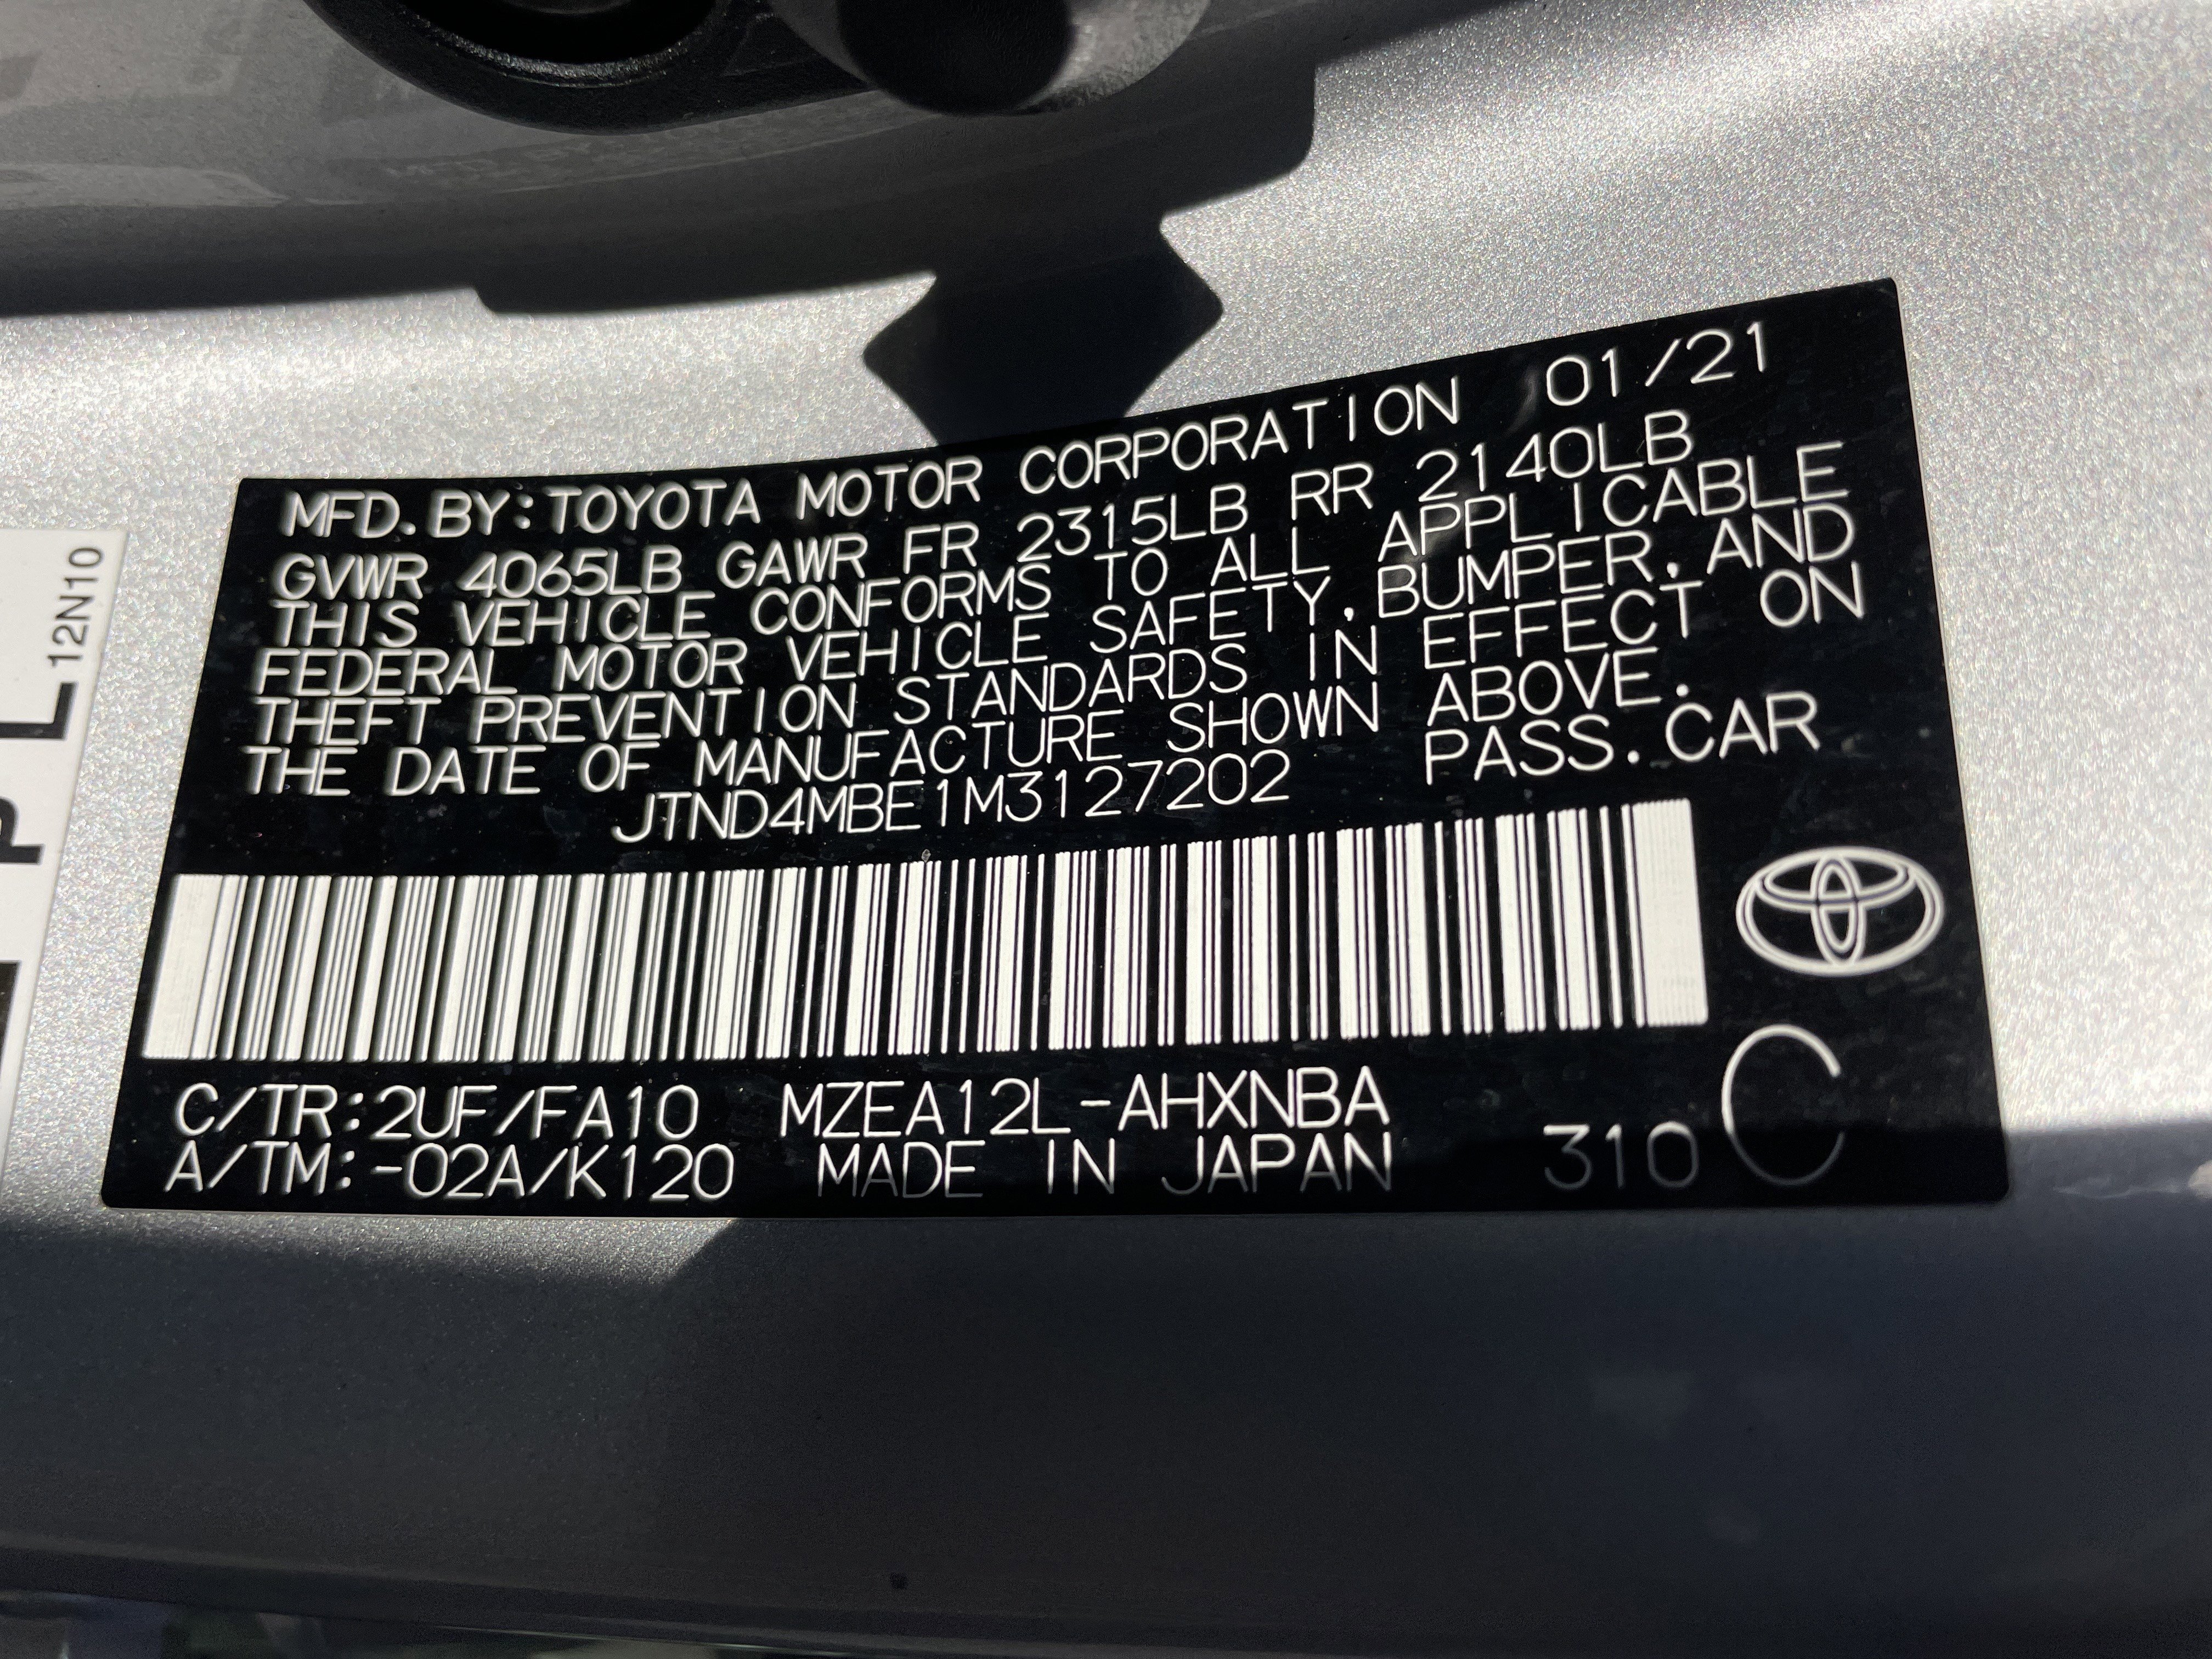 MFD.BY:TOYOTA MOTOR CORPORATION 01/21
GVWR 4065LB GAWR FR 2315LB RR 2140LB
THIS VEHICLE CONFORMS TO ALL APPLICABLE
FEDERAL MOTOR VEHICLE SAFETY,BUMPER,AND
THEFT PREVENTION STANDARDS IN EFFECT ON
THE DATE OF MANUFACTURE SHOWN ABOVE.
JTND4MBE1M3127202 PASS.CAR
C/TR:2UF/FA10 MZEA12L-AHXNBA
A/TM:-02A/K120 MADE IN JAPAN 310 C
12N10